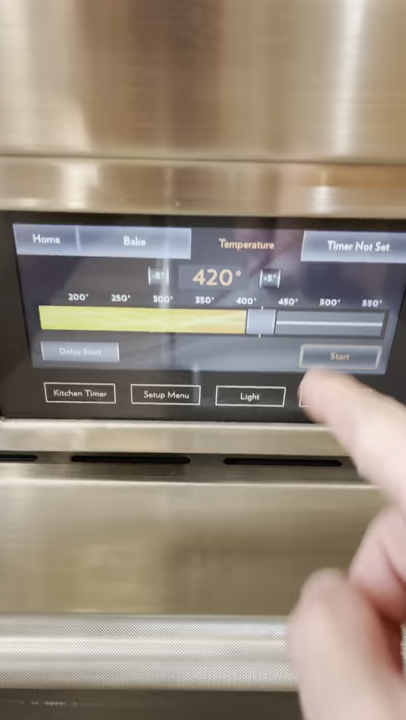 Home Bake Temperature Timer Not Set
-5° 420° +5°
200° 250° 300° 350° 400° 450° 500° 550°
Delay Start Start
Kitchen Timer Setup Menu Light